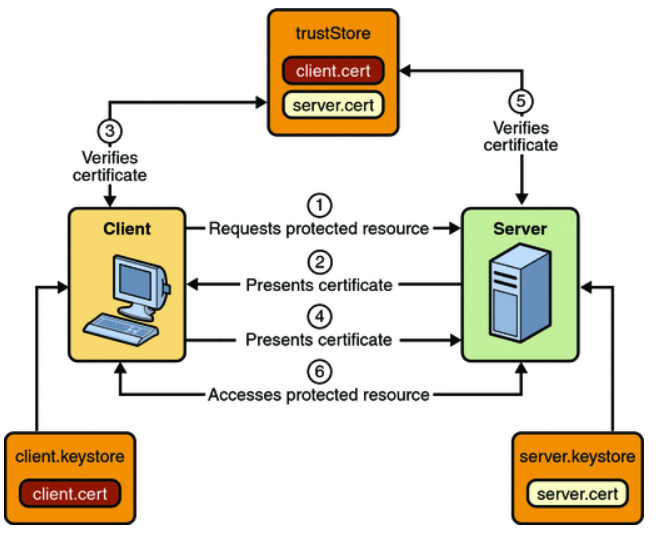 trustStore
client.cert
server.cert
3
Verifies
certificate
5
Verifies
certificate
Client
1
Requests protected resource
Server
2
Presents certificate
4
Presents certificate
6
Accesses protected resource
client.keystore
client.cert
server.keystore
server.cert